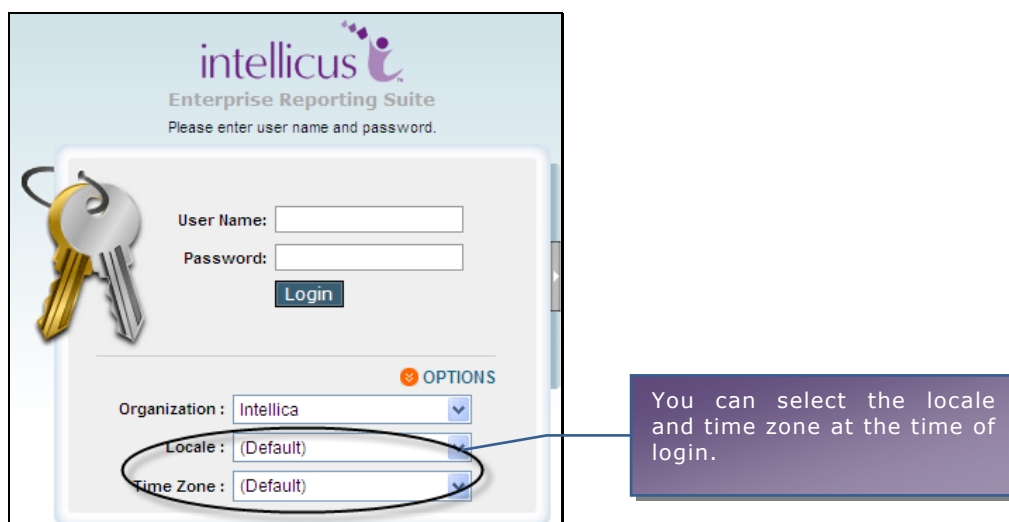 intellicus
Enterprise Reporting Suite
Please enter user name and password.
User Name:
Password:
Login
OPTIONS
Organization : Intellica
Locale : (Default)
Time Zone : (Default)
You can select the locale
and time zone at the time of
login.